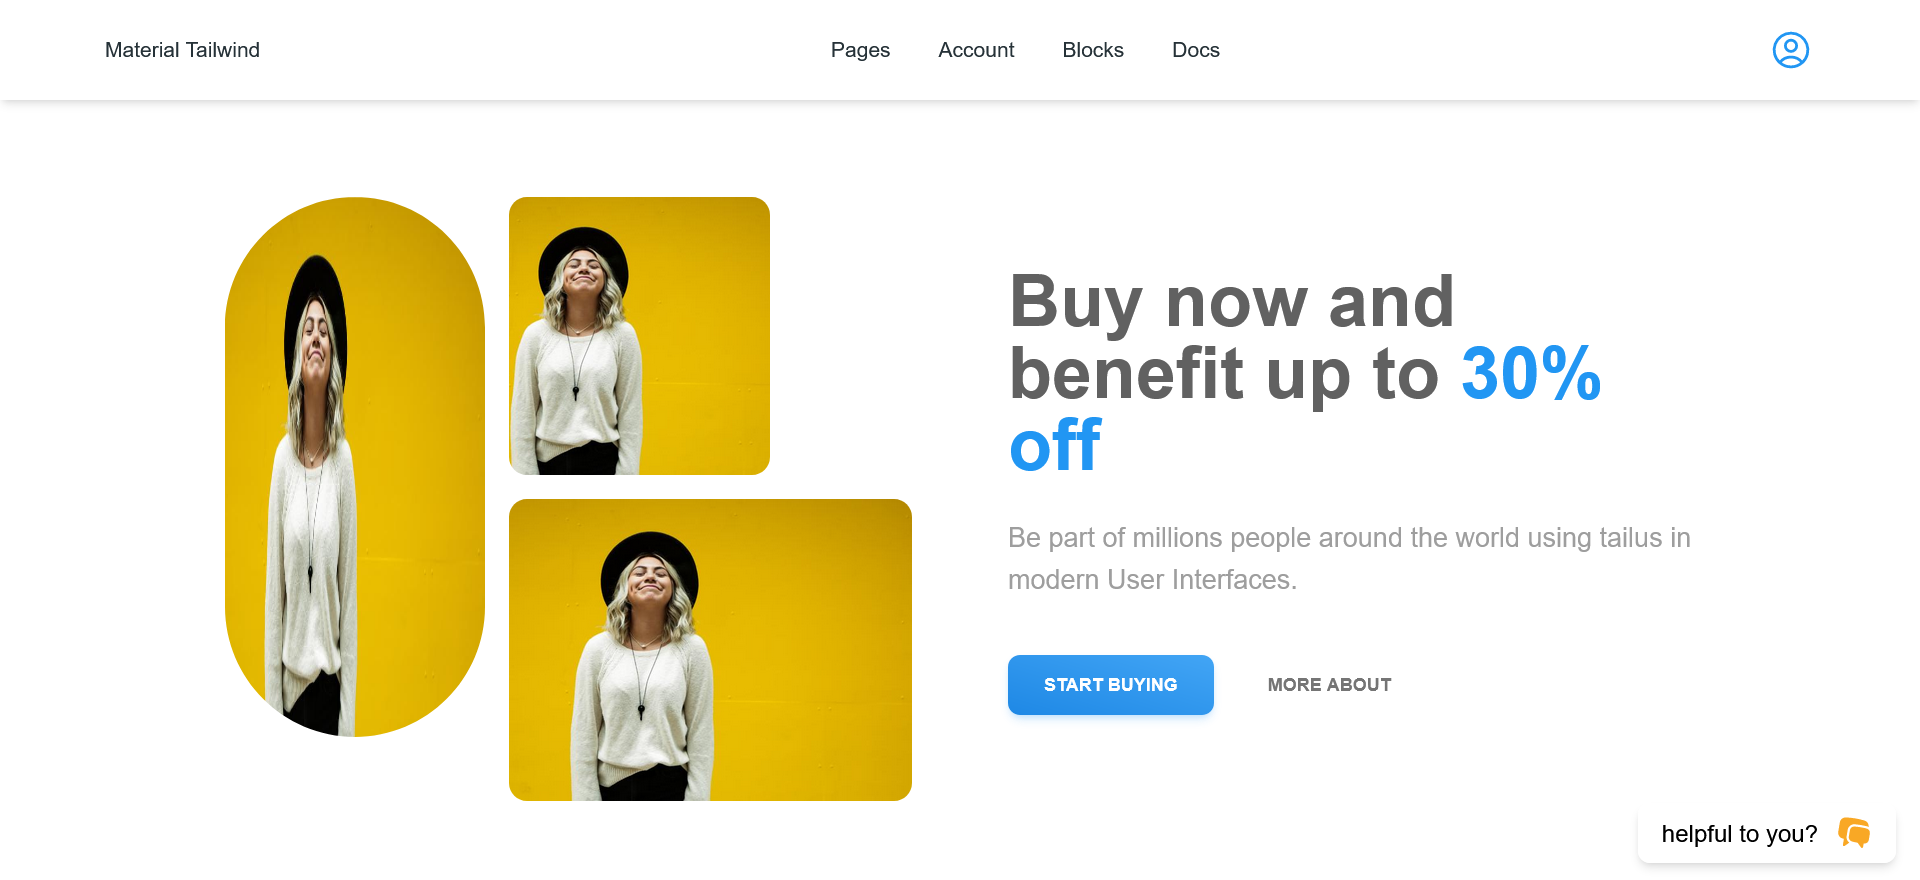 Material Tailwind
Pages Account Blocks Docs
Buy now and
benefit up to 30%
off
Be part of millions people around the world using tailus in
modern User Interfaces.
START BUYING MORE ABOUT
helpful to you?